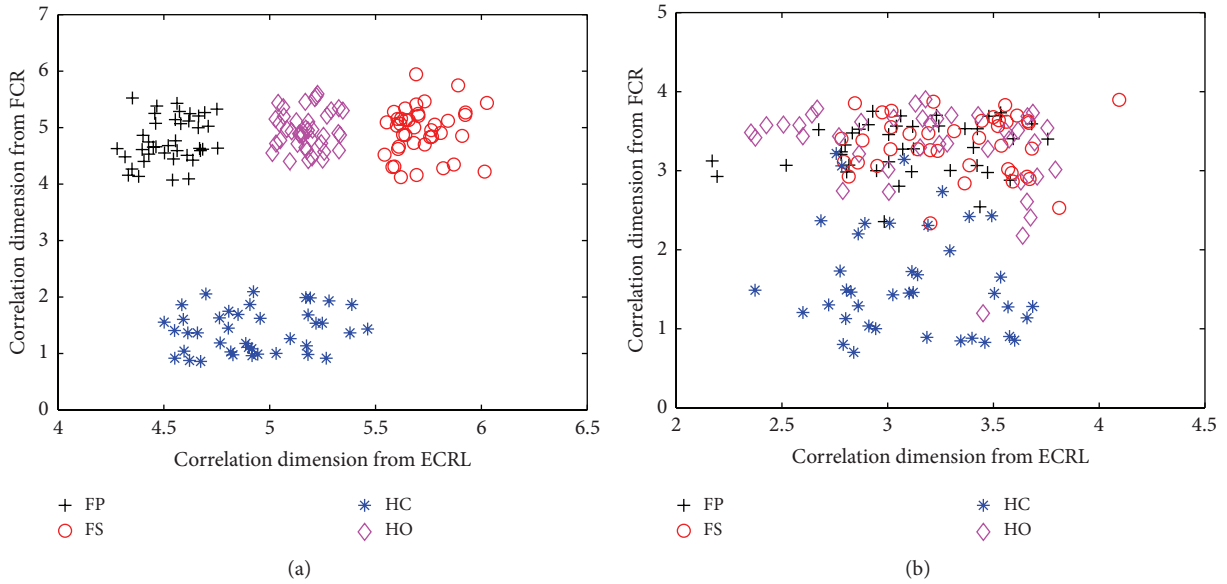 7
6
5
4
3
2
1
0
Correlation dimension from FCR
4
4.5
5
5.5
6
6.5
Correlation dimension from ECRL
FP
FS
HC
HO
(a)
5
4
3
2
1
0
Correlation dimension from FCR
2
2.5
3
3.5
4
4.5
Correlation dimension from ECRL
FP
FS
HC
HO
(b)